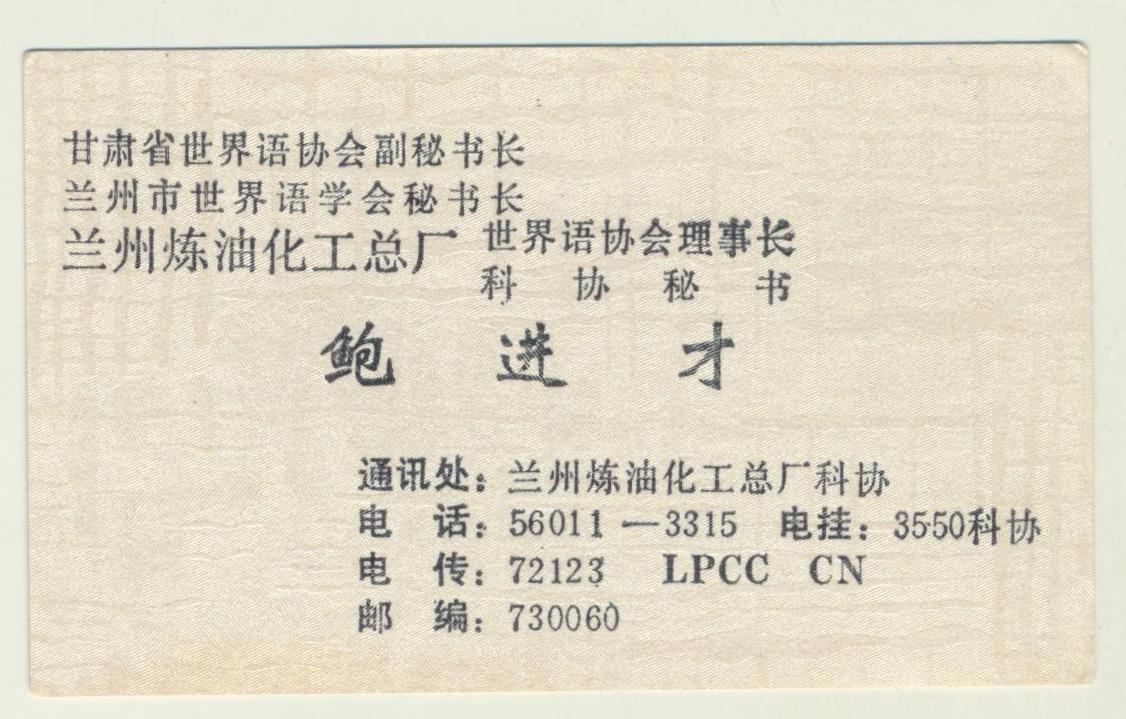 甘肃省世界语协会副秘书长
兰州市世界语学会秘书长
兰州炼油化工总厂 世界语协会理事长
科协秘书
鲍进才
通讯处：兰州炼油化工总厂科协
电 话：56011—3315 电挂：3550科协
电 传：72123 LPCC CN
邮 编：730060